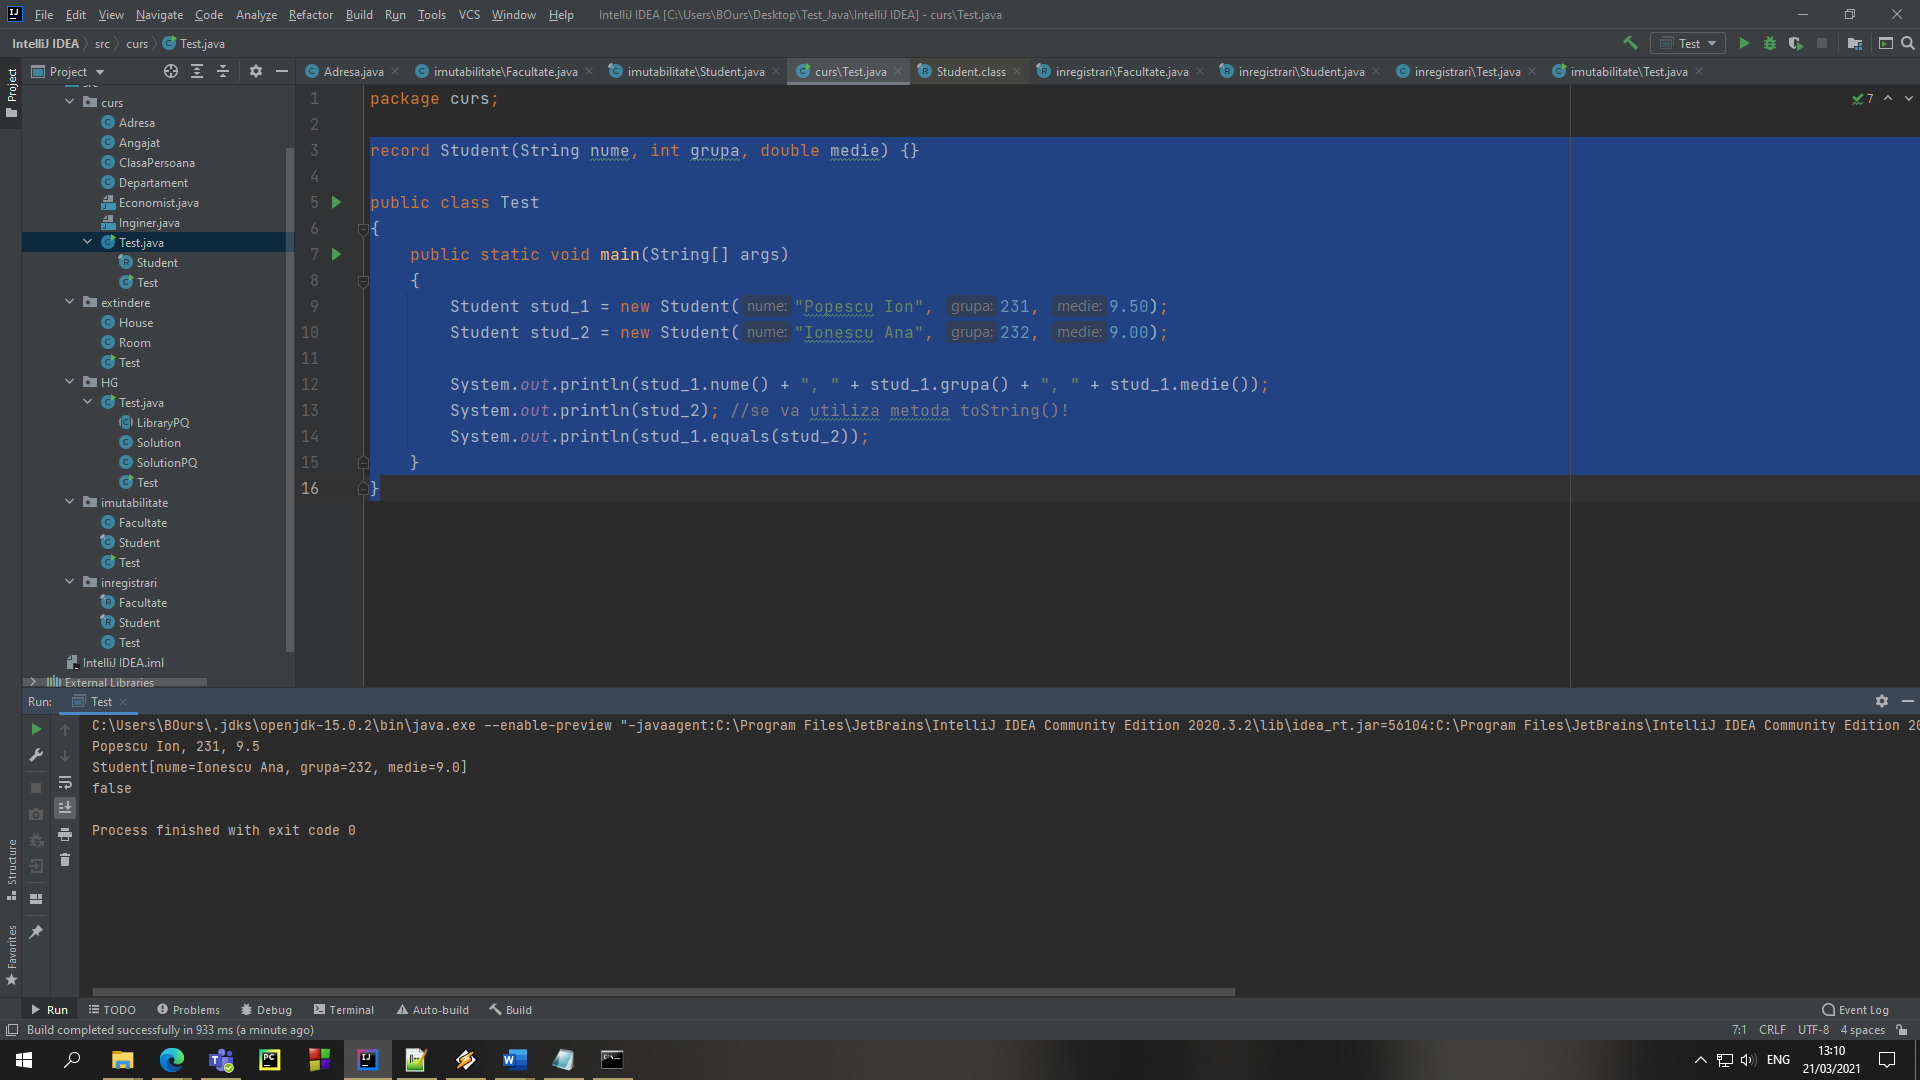 File Edit View Navigate Code Analyze Refactor Build Run Tools VCS Window Help IntelliJ IDEA [C:\Users\BOurs\Desktop\Test_Java\IntelliJ IDEA] - curs\Test.java
IntelliJ IDEA src curs Test.java
Test
Project
Adresa.java imutabilitate\Facultate.java imutabilitate\Student.java curs\Test.java Student.class inregistrari\Facultate.java inregistrari\Student.java inregistrari\Test.java imutabilitate\Test.java
Project
src
curs
Adresa
Angajat
ClasaPersoana
Departament
Economist.java
Inginer.java
Test.java
Student
Test
extindere
House
Room
Test
HG
Test.java
LibraryPQ
Solution
SolutionPQ
Test
imutabilitate
Facultate
Student
Test
inregistrari
Facultate
Student
Test
IntelliJ IDEA.iml
External Libraries
7
1 package curs;
2
3 record Student(String nume, int grupa, double medie) {}
4
5 public class Test
6 {
7 public static void main(String[] args)
8 {
9 Student stud_1 = new Student( nume: "Popescu Ion", grupa: 231, medie: 9.50);
10 Student stud_2 = new Student( nume: "Ionescu Ana", grupa: 232, medie: 9.00);
11
12 System.out.println(stud_1.nume() + ", " + stud_1.grupa() + ", " + stud_1.medie());
13 System.out.println(stud_2); //se va utiliza metoda toString()!
14 System.out.println(stud_1.equals(stud_2));
15 }
16 }
Run: Test
C:\Users\BOurs\.jdks\openjdk-15.0.2\bin\java.exe --enable-preview "-javaagent:C:\Program Files\JetBrains\IntelliJ IDEA Community Edition 2020.3.2\lib\idea_rt.jar=56104:C:\Program Files\JetBrains\IntelliJ IDEA Community Edition 20
Popescu Ion, 231, 9.5
Student[nume=Ionescu Ana, grupa=232, medie=9.0]
false
Process finished with exit code 0
Structure
Favorites
Run TODO Problems Debug Terminal Auto-build Build Event Log
Build completed successfully in 933 ms (a minute ago) 7:1 CRLF UTF-8 4 spaces
ENG
13:10
21/03/2021